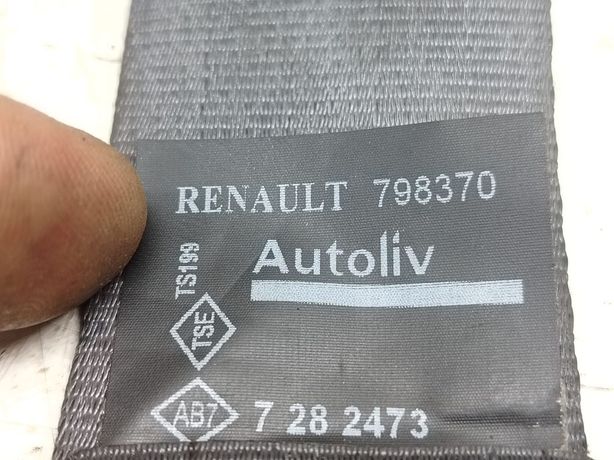 RENAULT 798370
Autoliv
TS199
TSE
AB7 7 28 2473